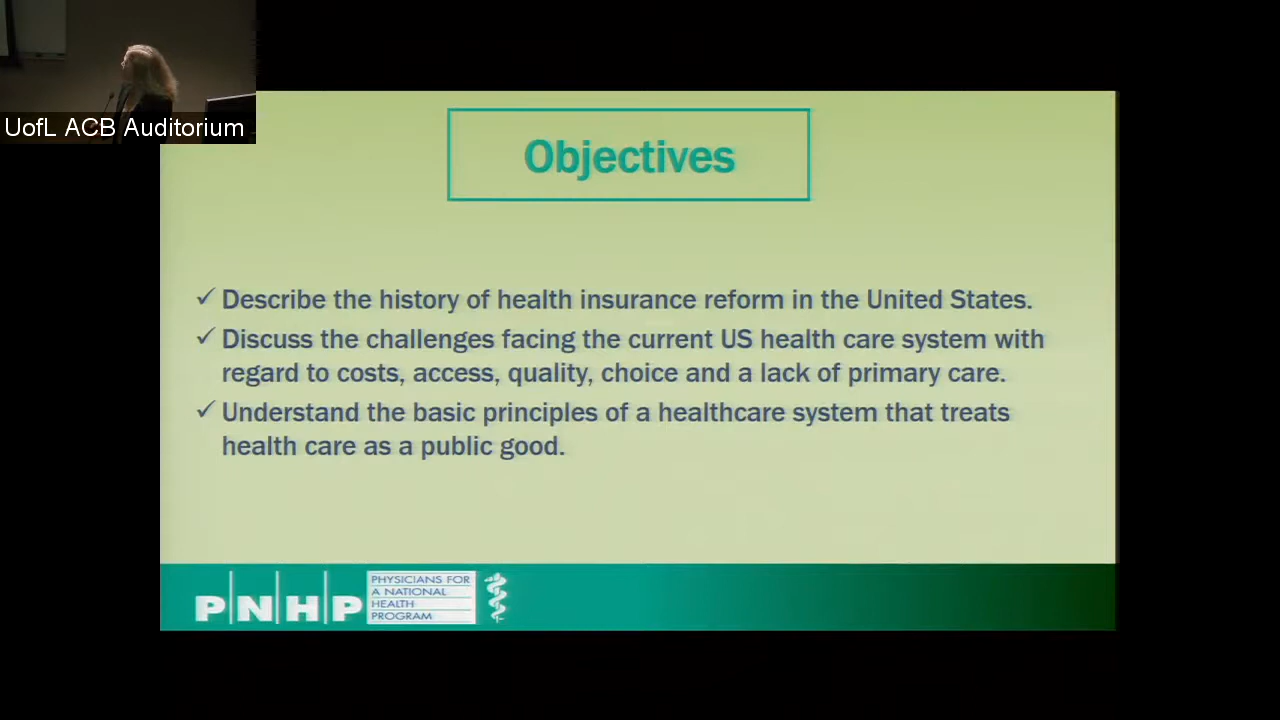 UofL ACB Auditorium
Objectives
✓ Describe the history of health insurance reform in the United States.
✓ Discuss the challenges facing the current US health care system with
regard to costs, access, quality, choice and a lack of primary care.
✓ Understand the basic principles of a healthcare system that treats
health care as a public good.
PNHP
PHYSICIANS FOR
A NATIONAL
HEALTH
PROGRAM